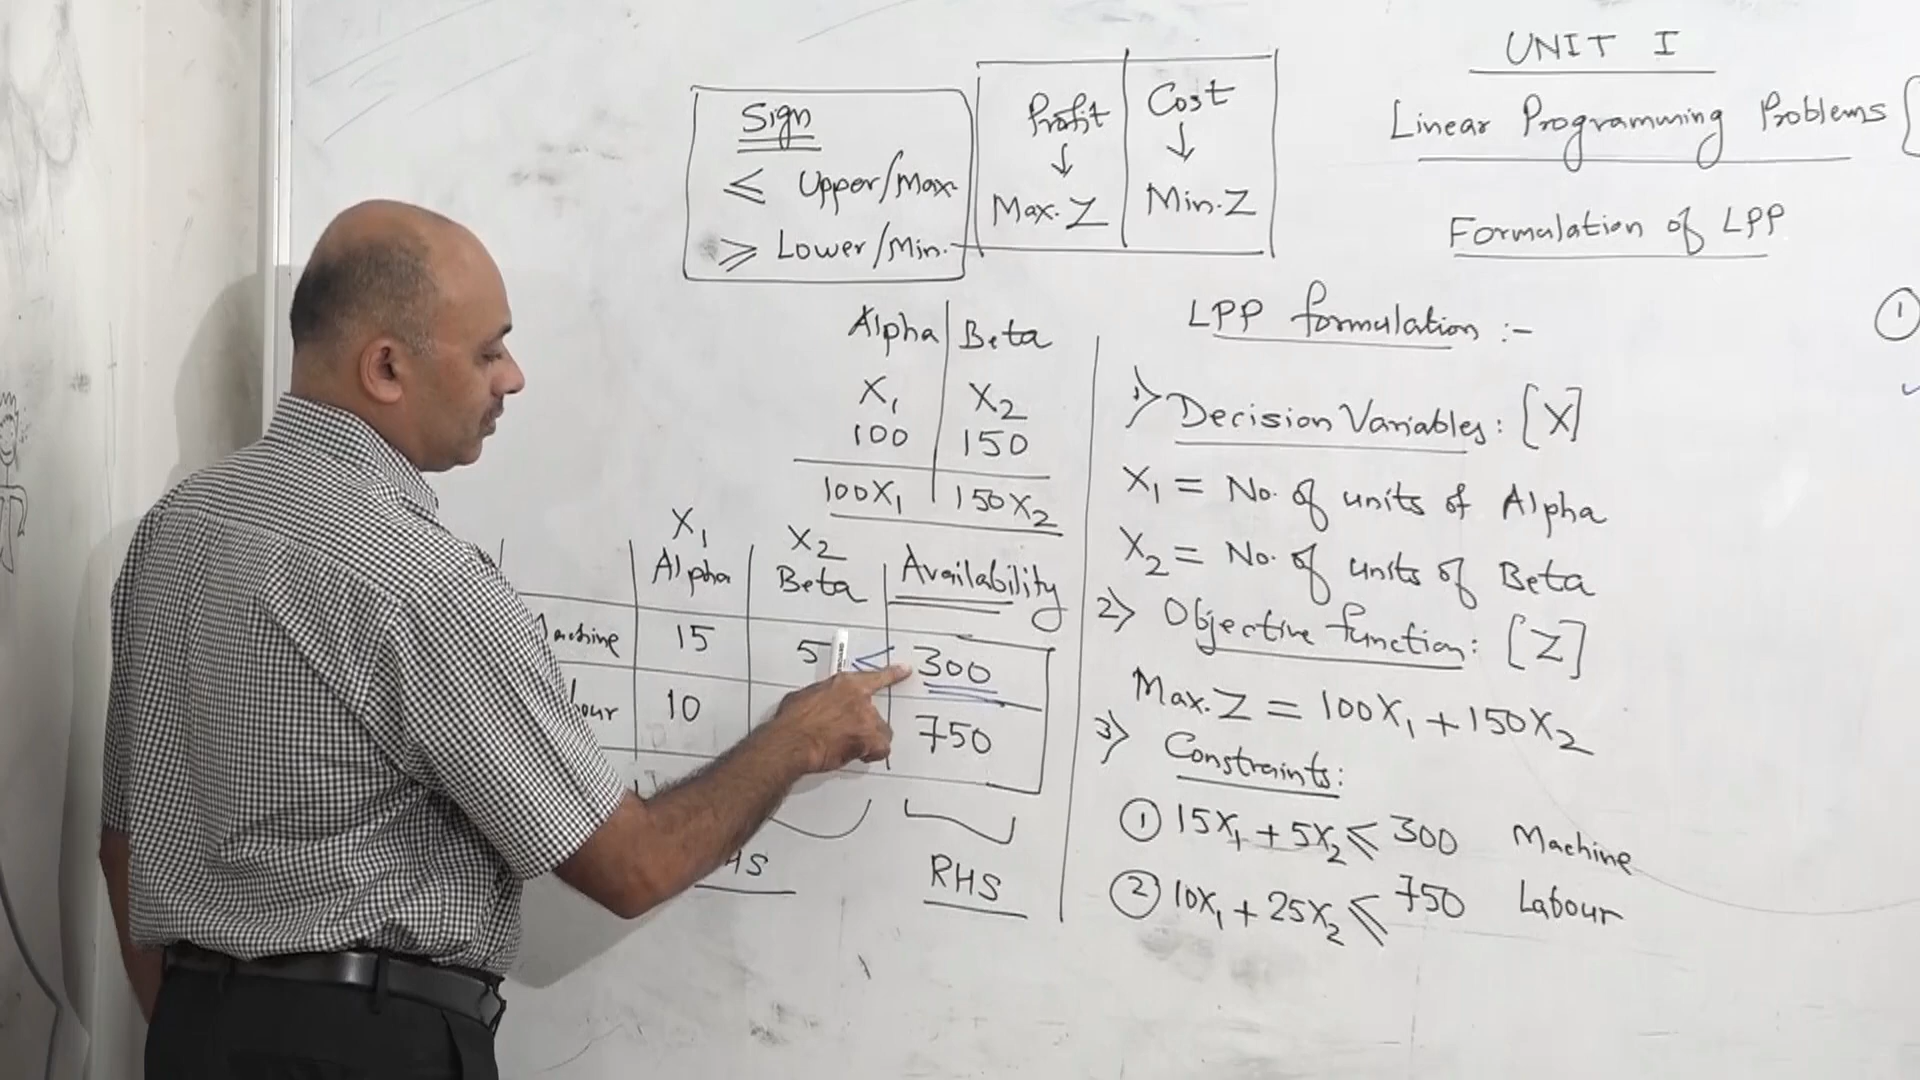 UNIT I
Linear Programming Problems [
Formulation of LPP
Sign
≤ Upper/Max.
≥ Lower/Min.
Profit
↓
Max. Z
Cost
↓
Min. Z
Alpha | Beta
X₁ X₂
100 150
100X₁ 150X₂
X₁ X₂
Alpha Beta Availability
Machine 15 5 ≤ 300
10 750
RHS
LPP formulation :-
1) Decision Variables: [X]
X₁ = No. of units of Alpha
X₂ = No. of units of Beta
2) Objective function: [Z]
Max. Z = 100X₁ + 150X₂
3) Constraints:
① 15X₁ + 5X₂ ≤ 300 Machine
② 10X₁ + 25X₂ ≤ 750 Labour
①